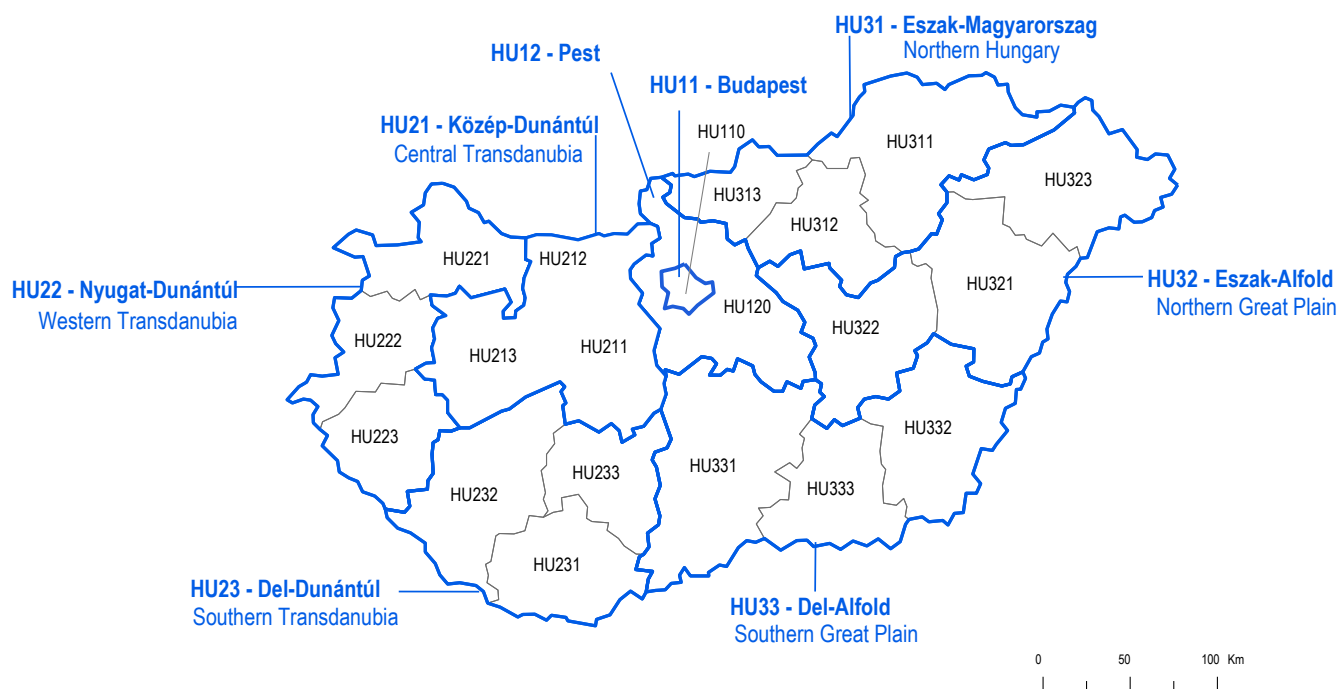 HU31 - Eszak-Magyarorszag
Northern Hungary
HU12 - Pest
HU11 - Budapest
HU21 - Közép-Dunántúl
Central Transdanubia
HU110
HU311
HU313
HU323
HU312
HU221
HU212
HU22 - Nyugat-Dunántúl
Western Transdanubia
HU32 - Eszak-Alfold
Northern Great Plain
HU321
HU120
HU322
HU222
HU213
HU211
HU223
HU332
HU331
HU233
HU232
HU333
HU231
HU23 - Del-Dunántúl
Southern Transdanubia
HU33 - Del-Alfold
Southern Great Plain
0 50 100 Km